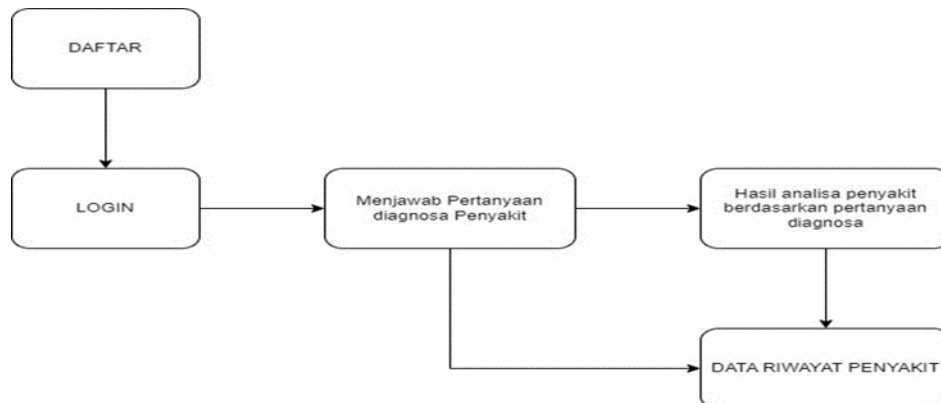 DAFTAR
LOGIN
Menjawab Pertanyaan
diagnosa Penyakit
Hasil analisa penyakit
berdasarkan pertanyaan
diagnosa
DATA RIWAYAT PENYAKIT